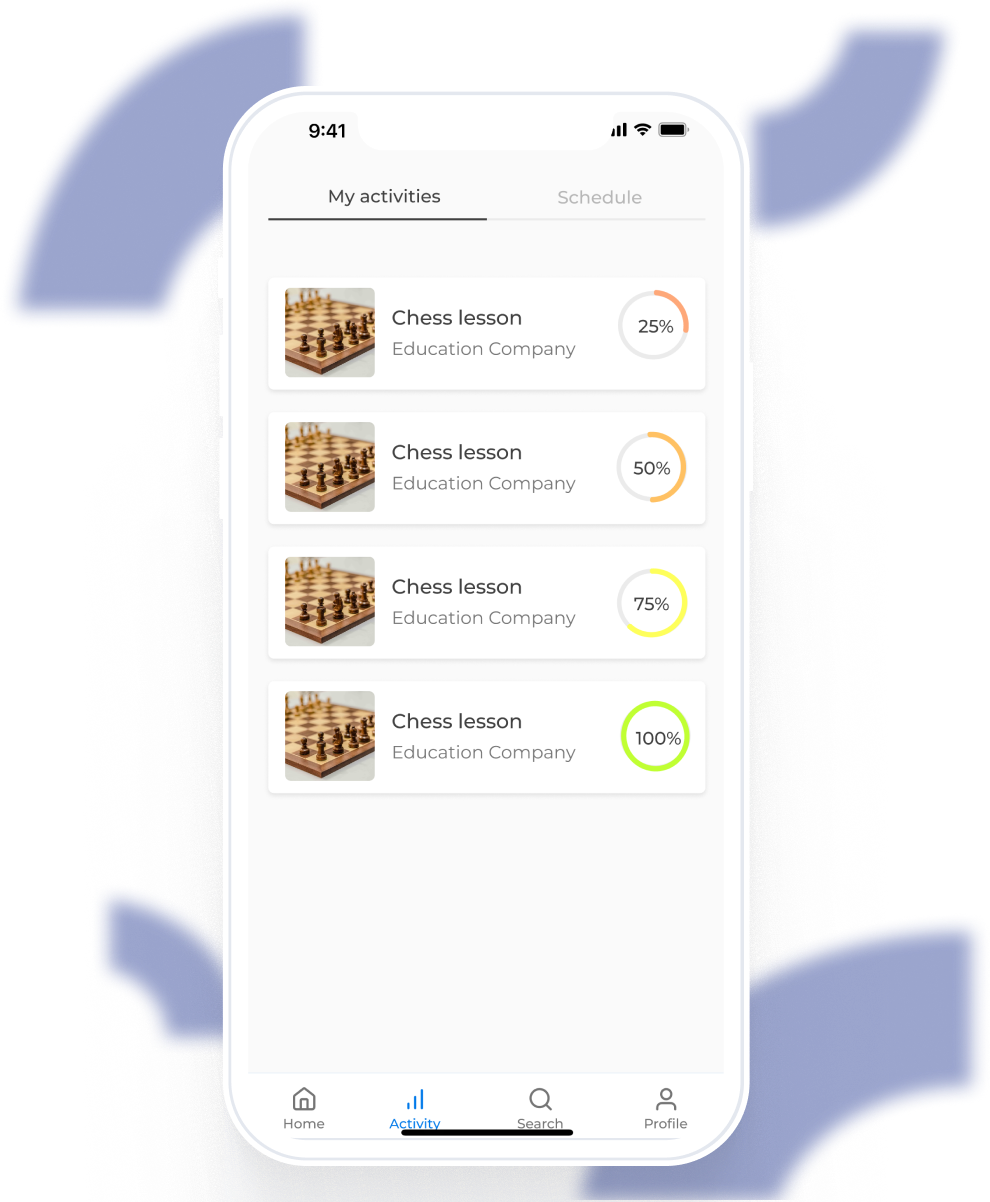 9:41
My activities
Schedule
Chess lesson
Education Company
25%
Chess lesson
Education Company
50%
Chess lesson
Education Company
75%
Chess lesson
Education Company
100%
Home
Activity
Search
Profile